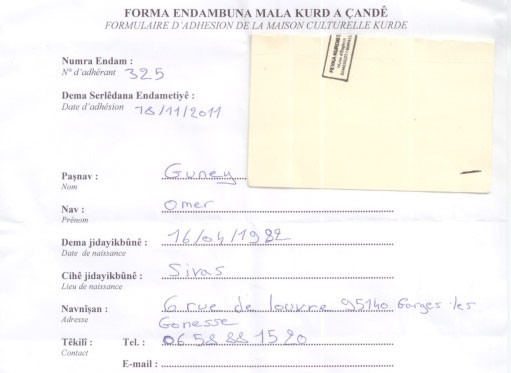 FORMA ENDAMBUNA MALA KURD A ÇANDÊ
FORMULAIRE D'ADHESION DE LA MAISON CULTURELLE KURDE
Numra Endam :
N° d'adhérant 325
Dema Serlêdana Endametiyê :
Date d'adhésion 18/11/2011
Paşnav : Guney
Nom
Nav : Omer
Prénom
Dema jidayikbûnê : 16/04/1982
Date de naissance
Cihê jidayikbûnê : Sivas
Lieu de naissance
Navnîşan : 6 rue de louvre 95140 Garges les
Adresse Gonesse
Têkilî : Tel. : 06 58 88 15 20
Contact
E-mail :